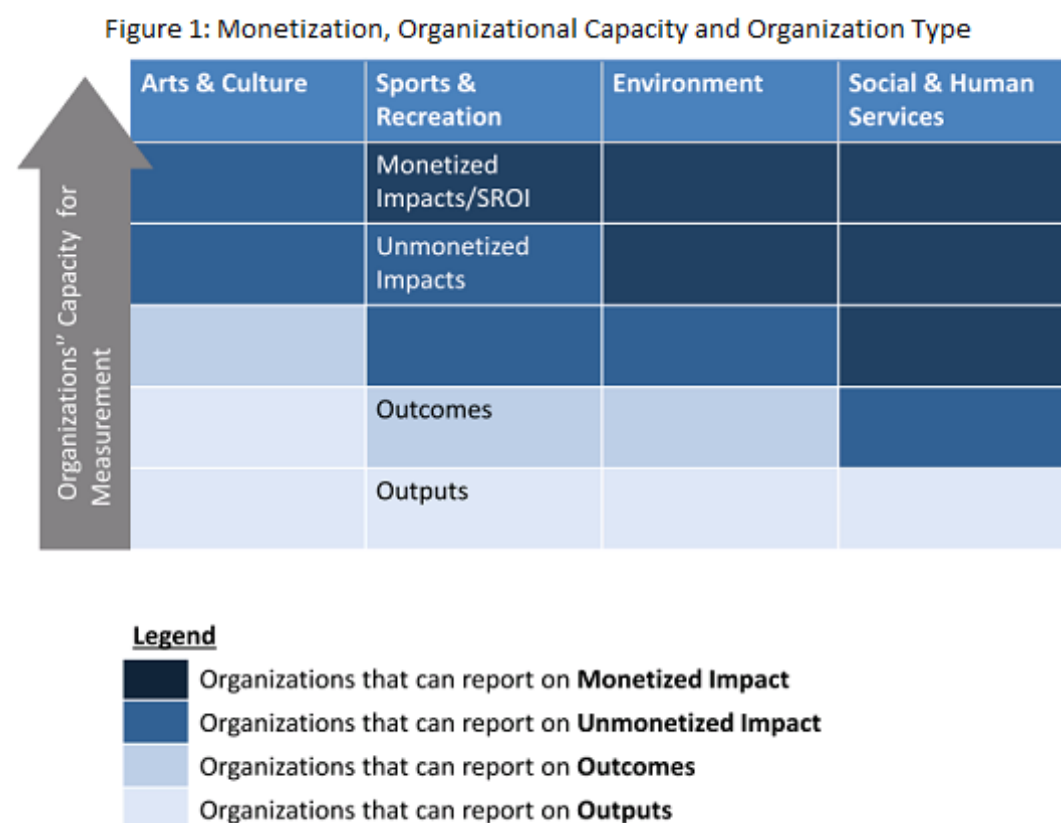 Figure 1: Monetization, Organizational Capacity and Organization Type
Arts & Culture
Sports &
Recreation
Environment
Social & Human
Services
Monetized
Impacts/SROI
Unmonetized
Impacts
Outcomes
Outputs
Organizations” Capacity for
Measurement
Legend
Organizations that can report on Monetized Impact
Organizations that can report on Unmonetized Impact
Organizations that can report on Outcomes
Organizations that can report on Outputs